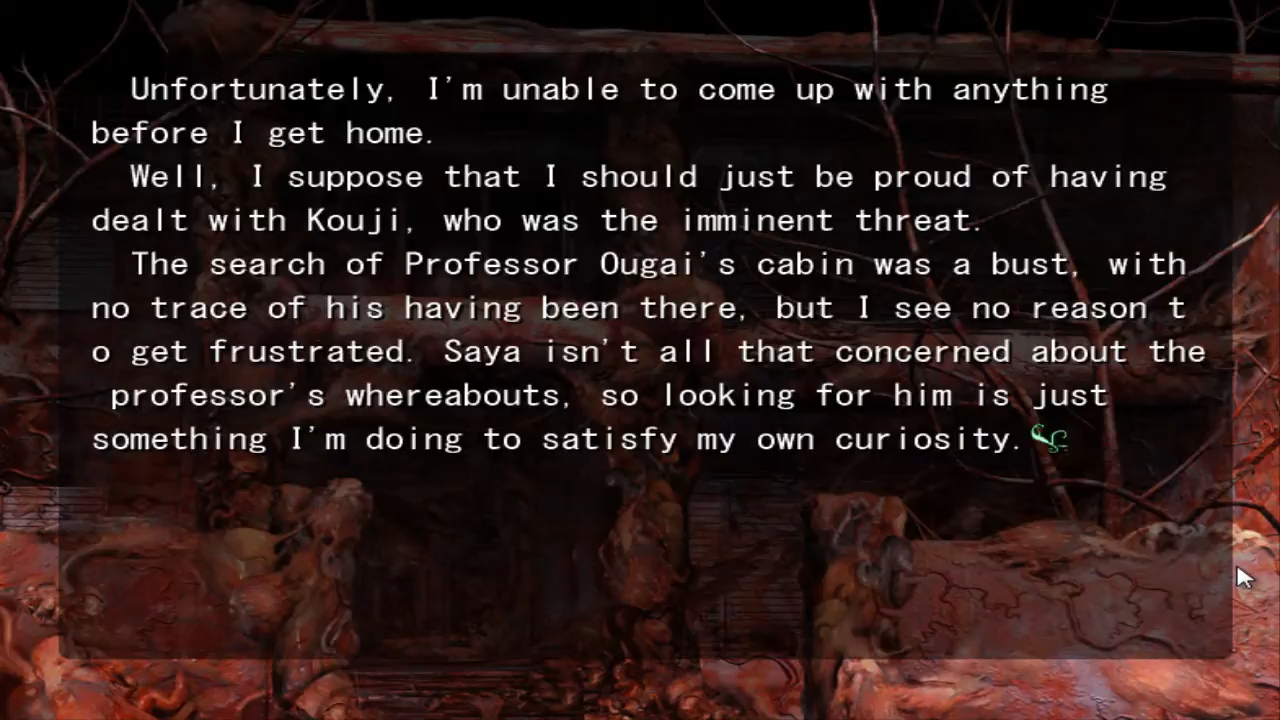 Unfortunately, I'm unable to come up with anything
before I get home.
Well, I suppose that I should just be proud of having
dealt with Kouji, who was the imminent threat.
The search of Professor Ougai's cabin was a bust, with
no trace of his having been there, but I see no reason t
o get frustrated. Saya isn't all that concerned about the
professor's whereabouts, so looking for him is just
something I'm doing to satisfy my own curiosity.